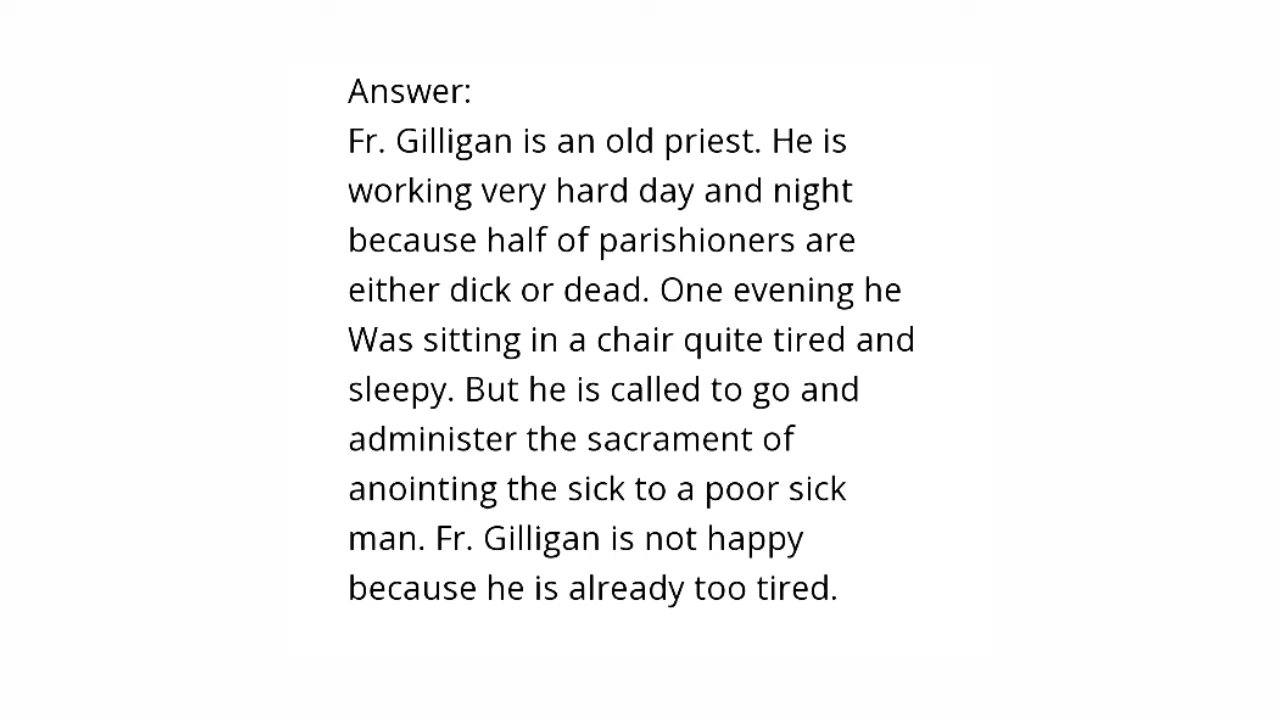 Answer:
Fr. Gilligan is an old priest. He is
working very hard day and night
because half of parishioners are
either dick or dead. One evening he
Was sitting in a chair quite tired and
sleepy. But he is called to go and
administer the sacrament of
anointing the sick to a poor sick
man. Fr. Gilligan is not happy
because he is already too tired.